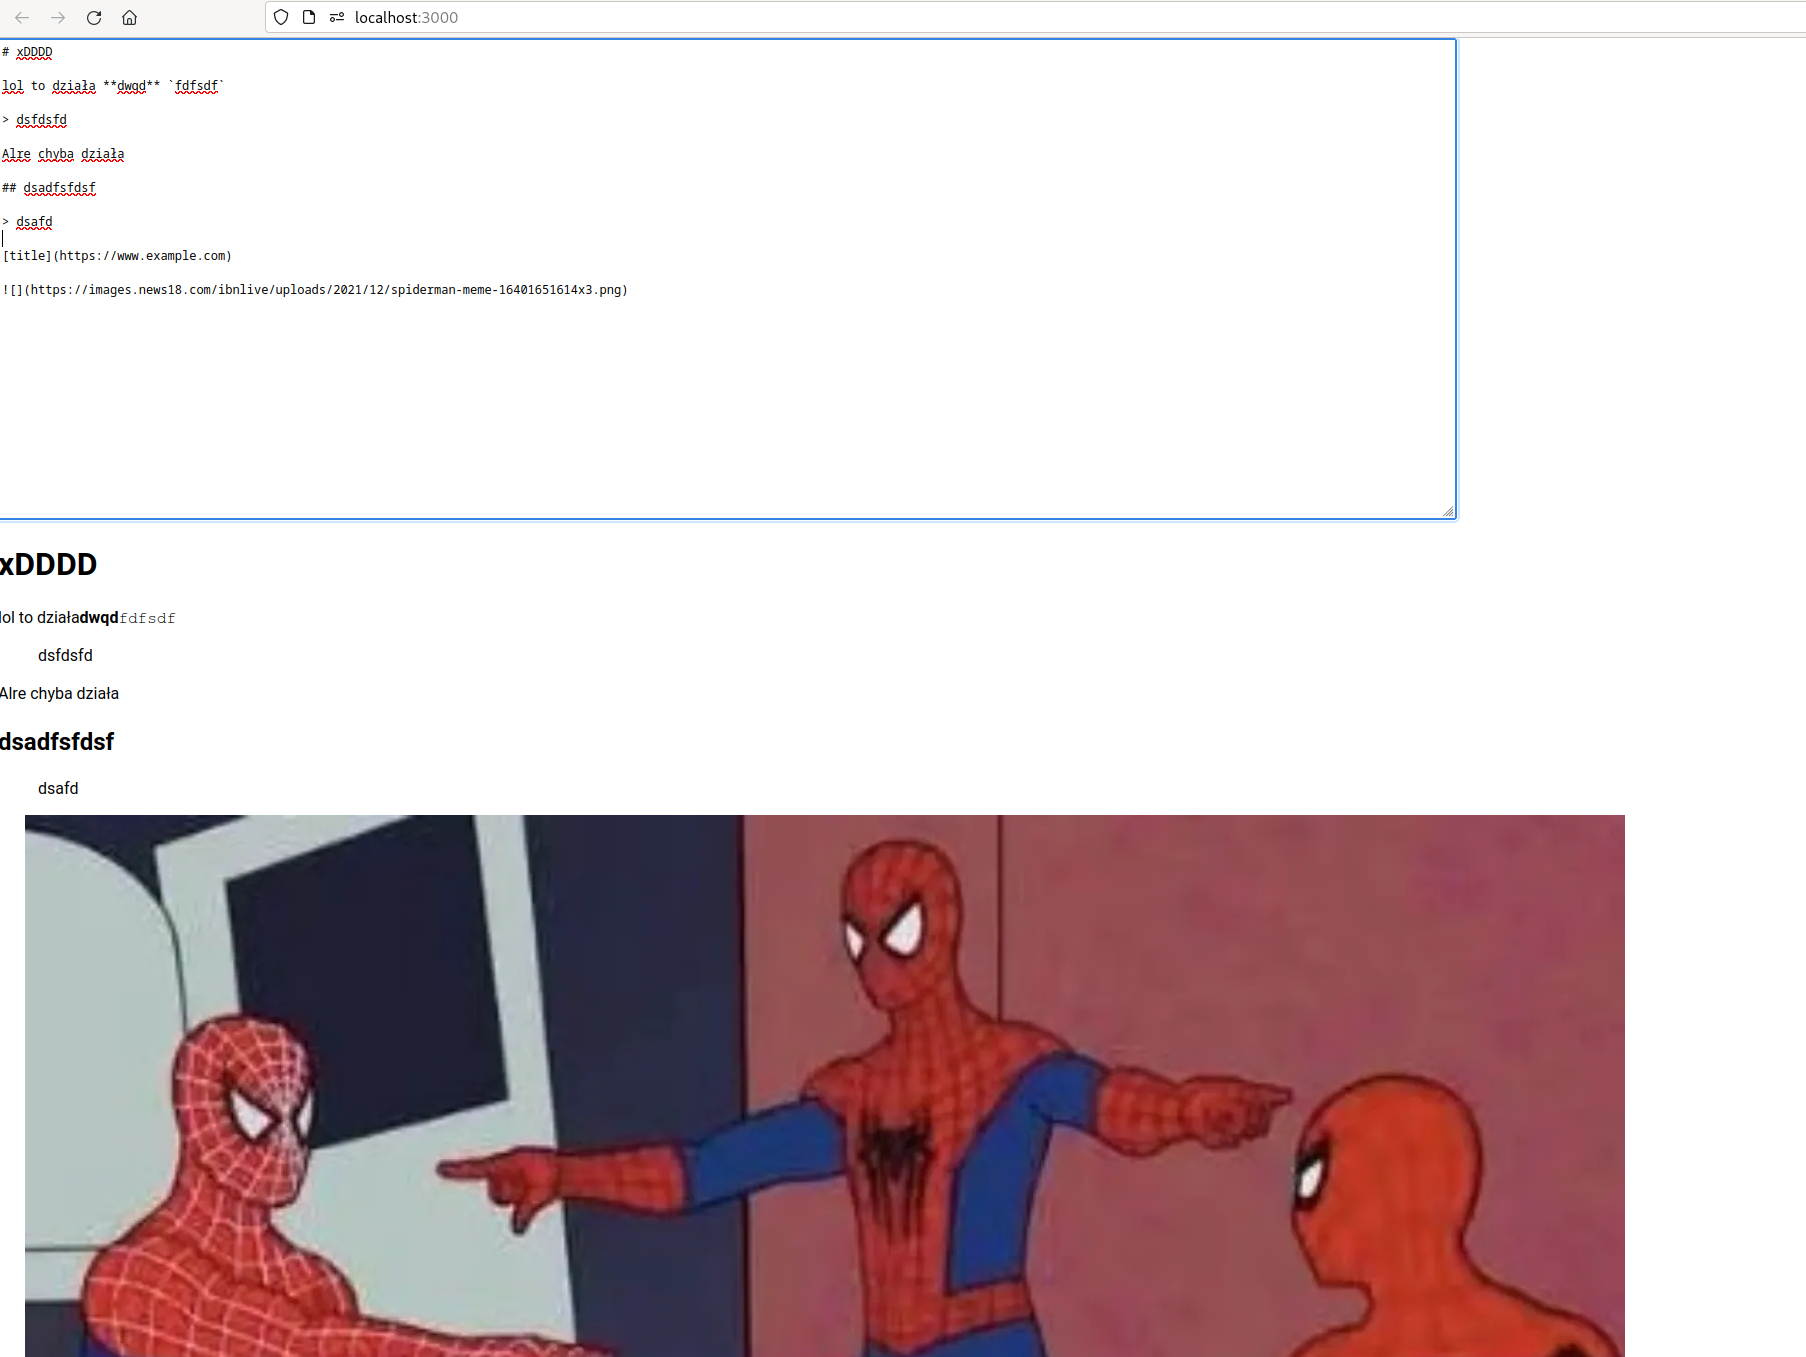 localhost:3000
# xDDDD
lol to działa **dwqd** `fdfsdf`
> dsfdsfd
Alre chyba działa
## dsadfsfdsf
> dsafd
[title](https://www.example.com)
![](https://images.news18.com/ibnlive/uploads/2021/12/spiderman-meme-16401651614x3.png)
xDDDD
lol to działadwqdfdfsdf
dsfdsfd
Alre chyba działa
dsadfsfdsf
dsafd